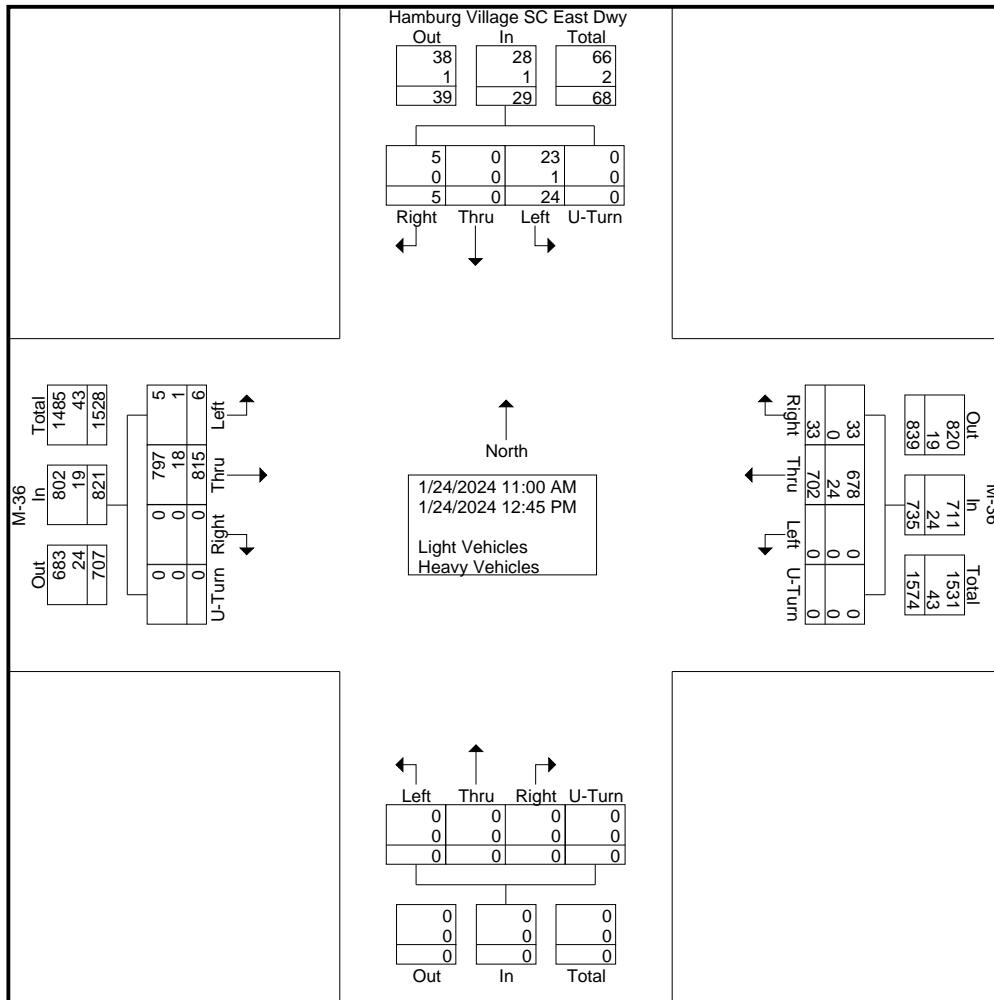 Hamburg Village SC East Dwy
Out In Total
38 28 66
1 1 2
39 29 68
5 0 23 0
0 0 1 0
5 0 24 0
Right Thru Left U-Turn
M-36
Total In Out
1485 802 683
43 19 24
1528 821 707
5 797 0 0
1 18 0 0
6 815 0 0
Left Thru Right U-Turn
North
1/24/2024 11:00 AM
1/24/2024 12:45 PM
Light Vehicles
Heavy Vehicles
Right Thru Left U-Turn
33 678 0 0
0 24 0 0
33 702 0 0
M-36
Out In Total
820 711 1531
19 24 43
839 735 1574
Left Thru Right U-Turn
0 0 0 0
0 0 0 0
0 0 0 0
0 0 0
0 0 0
0 0 0
Out In Total